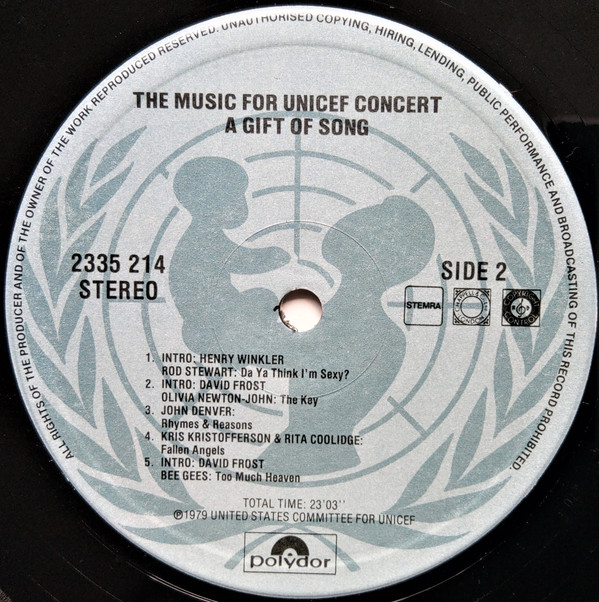 ALL RIGHTS OF THE PRODUCER AND OF THE OWNER OF THE WORK REPRODUCED RESERVED. UNAUTHORISED COPYING, HIRING, LENDING, PUBLIC PERFORMANCE AND BROADCASTING OF THIS RECORD PROHIBITED.
THE MUSIC FOR UNICEF CONCERT
A GIFT OF SONG
2335 214
STEREO
SIDE 2
STEMRA
1. INTRO: HENRY WINKLER
ROD STEWART: Da Ya Think I'm Sexy?
2. INTRO: DAVID FROST
OLIVIA NEWTON-JOHN: The Key
3. JOHN DENVER:
Rhymes & Reasons
4. KRIS KRISTOFFERSON & RITA COOLIDGE:
Fallen Angels
5. INTRO: DAVID FROST
BEE GEES: Too Much Heaven
TOTAL TIME: 23'03''
Ⓟ1979 UNITED STATES COMMITTEE FOR UNICEF
polydor